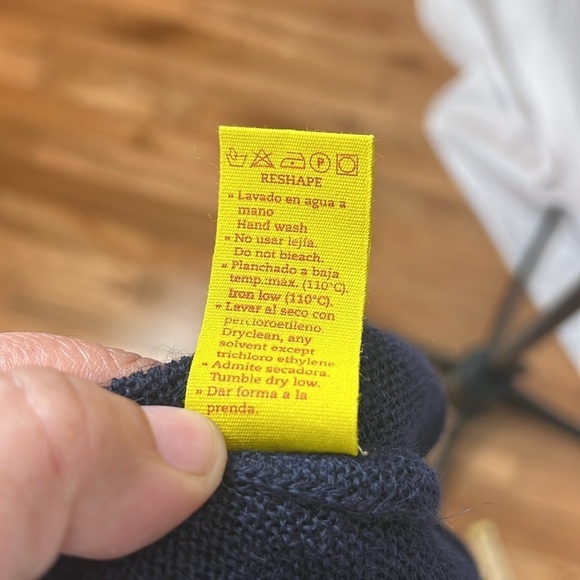 P
RESHAPE
» Lavado en agua a
mano
Hand wash
» No usar lejía.
Do not bleach.
» Planchado a baja
temp.:max. (110°C).
Iron low (110°C).
» Lavar al seco con
percloroetileno
Dryclean, any
solvent except
trichloro ethylene
» Admite secadora.
Tumble dry low.
» Dar forma a la
prenda.